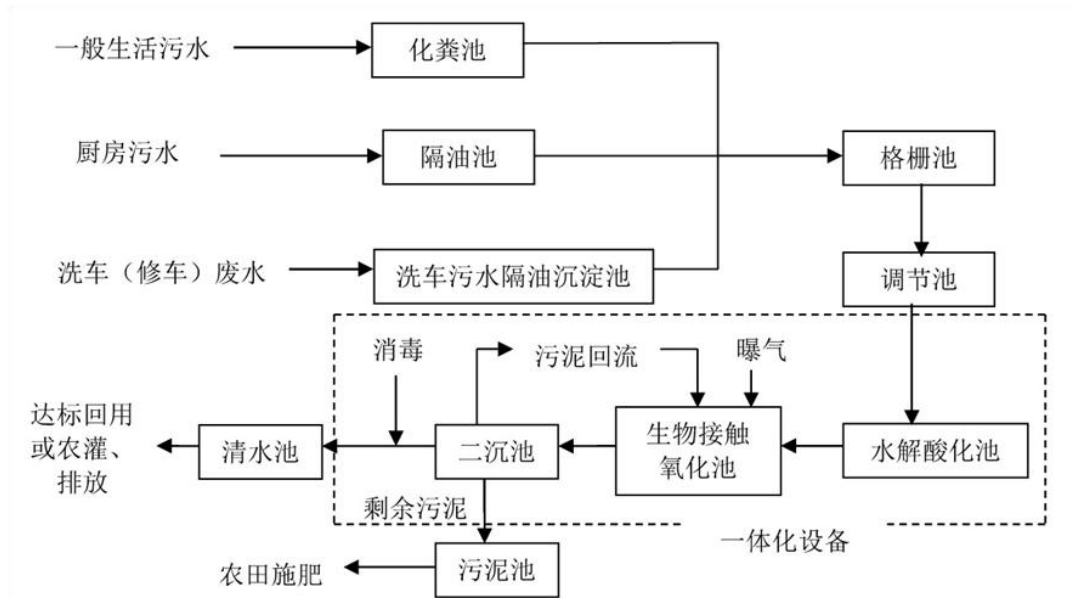 一般生活污水
化粪池
厨房污水
隔油池
格栅池
洗车（修车）废水
洗车污水隔油沉淀池
调节池
消毒
污泥回流
曝气
达标回用
或农灌、
排放
清水池
二沉池
生物接触
氧化池
水解酸化池
剩余污泥
一体化设备
农田施肥
污泥池